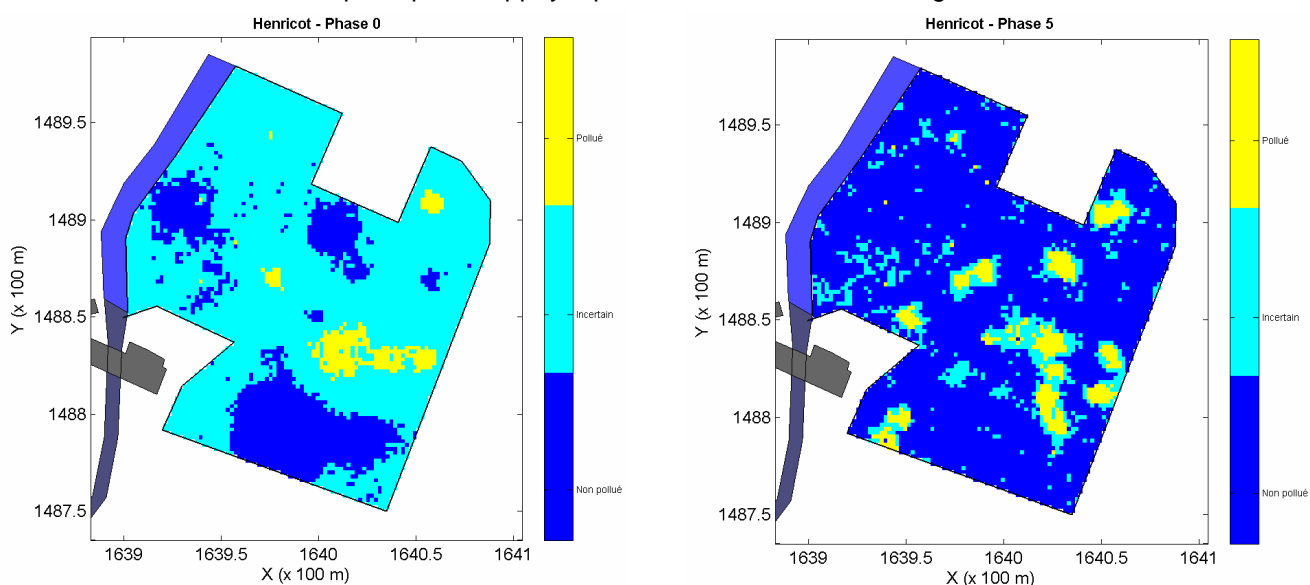 Henricot - Phase 0
1489.5
1489
1488.5
1488
1487.5
Y (x 100 m)
1639
1639.5
1640
1640.5
1641
X (x 100 m)
Pollué
Incertain
Non pollué
Henricot - Phase 5
1489.5
1489
1488.5
1488
1487.5
Y (x 100 m)
1639
1639.5
1640
1640.5
1641
X (x 100 m)
Pollué
Incertain
Non pollué